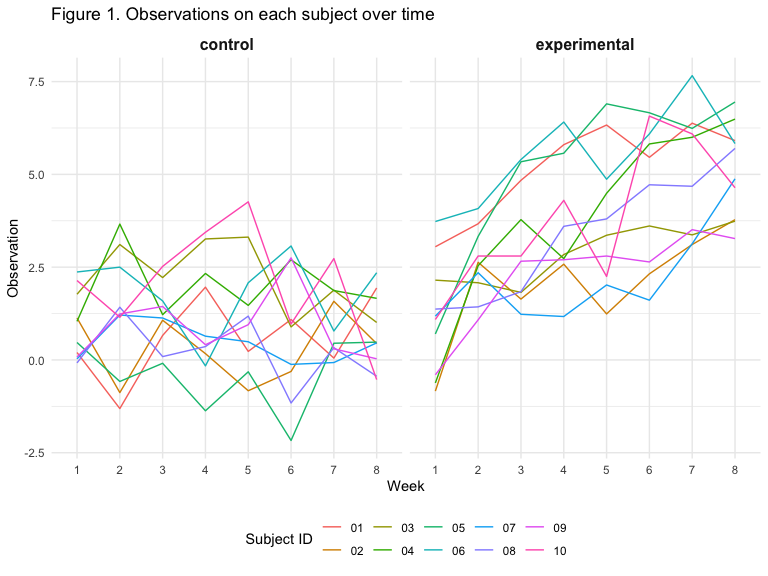 Figure 1. Observations on each subject over time
control experimental
7.5
5.0
2.5
0.0
-2.5
Observation
1 2 3 4 5 6 7 8 1 2 3 4 5 6 7 8
Week
Subject ID
01 03 05 07 09
02 04 06 08 10